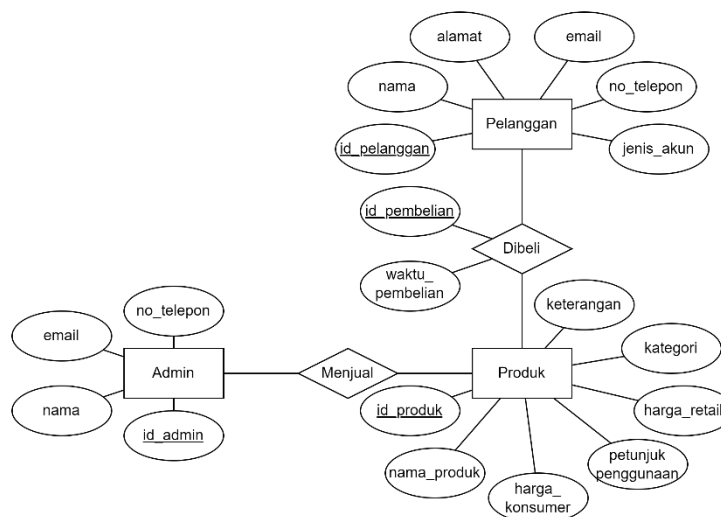 alamat
email
nama
no_telepon
Pelanggan
id_pelanggan
jenis_akun
id_pembelian
Dibeli
waktu_
pembelian
keterangan
no_telepon
email
kategori
Admin
Menjual
Produk
nama
id_produk
harga_retail
id_admin
nama_produk
petunjuk
penggunaan
harga_
konsumer